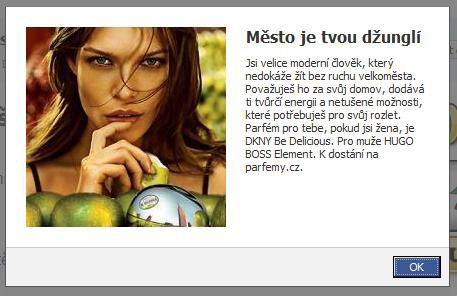 Město je tvou džunglí
Jsi velice moderní člověk, který
nedokáže žít bez ruchu velkoměsta.
Považuješ ho za svůj domov, dodává
ti tvůrčí energii a netušené možnosti,
které potřebuješ pro svůj rozlet.
Parfém pro tebe, pokud jsi žena, je
DKNY Be Delicious. Pro muže HUGO
BOSS Element. K dostání na
parfemy.cz.
OK